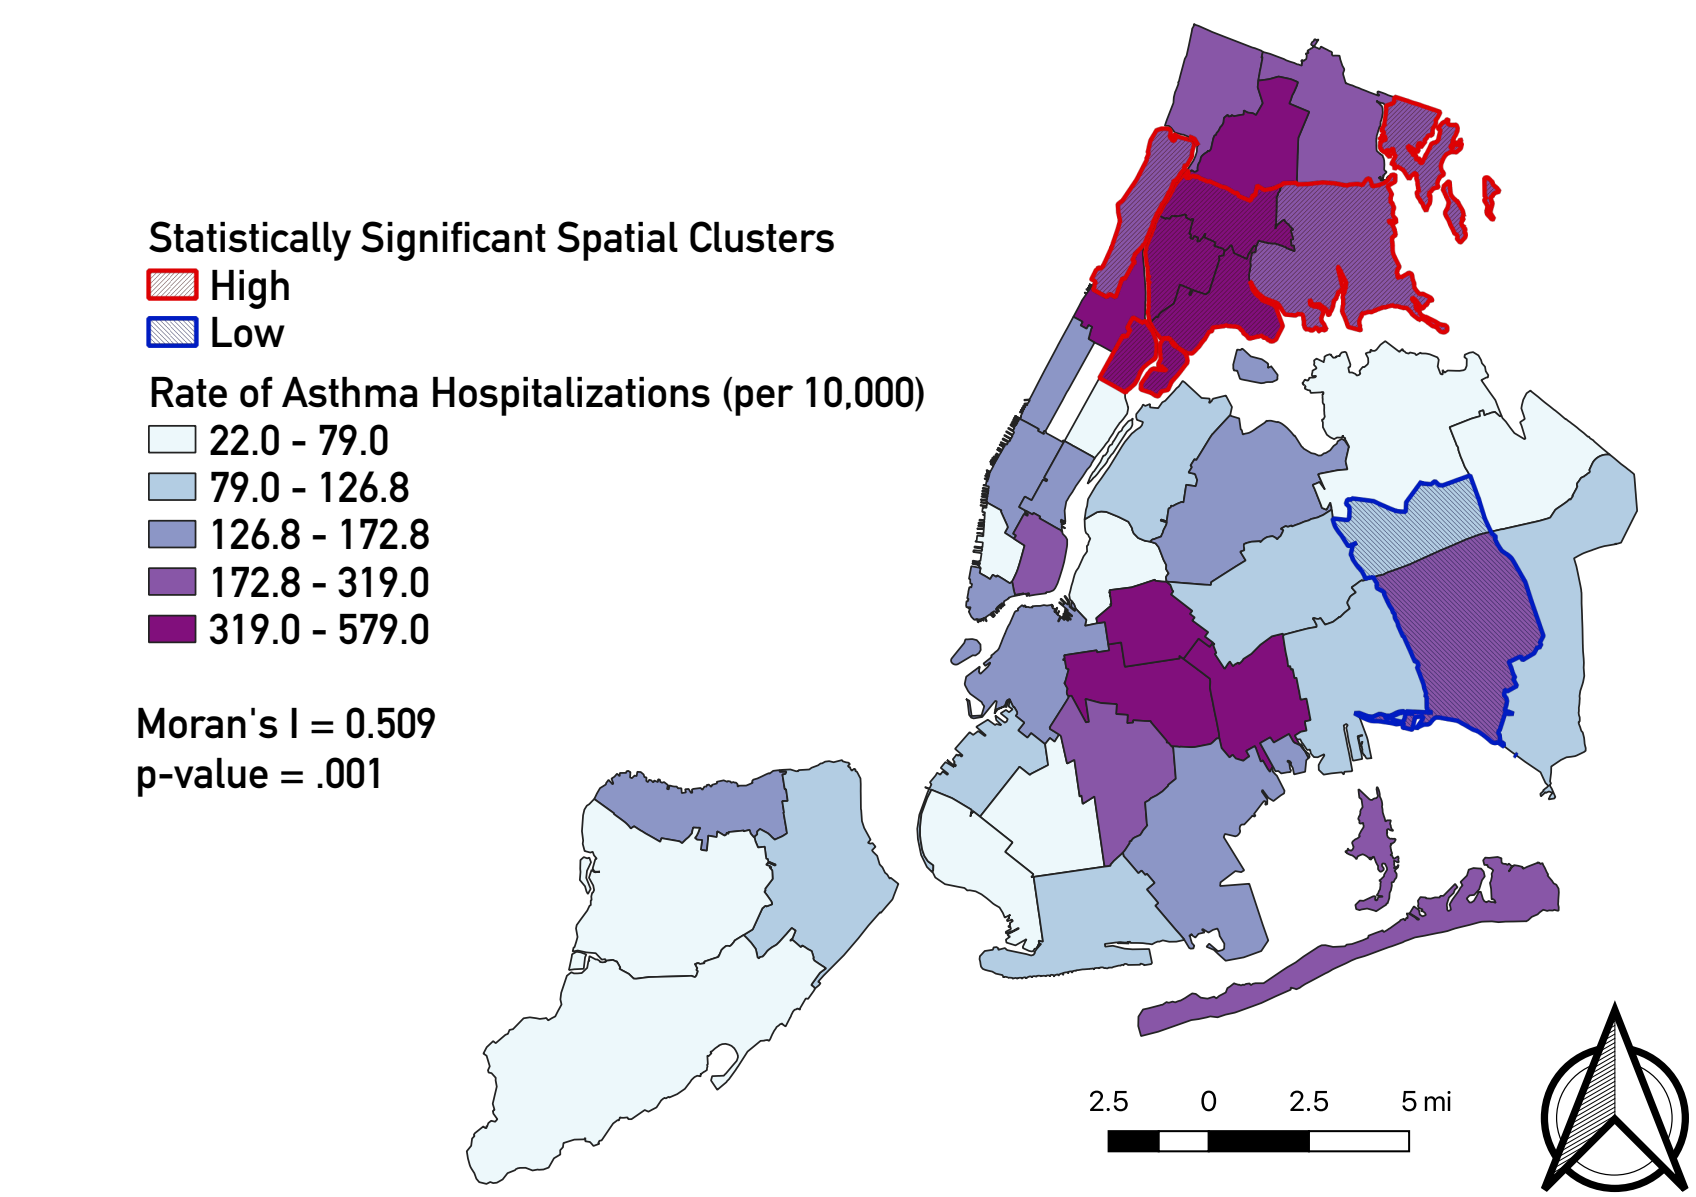 Statistically Significant Spatial Clusters
High
Low
Rate of Asthma Hospitalizations (per 10,000)
22.0 - 79.0
79.0 - 126.8
126.8 - 172.8
172.8 - 319.0
319.0 - 579.0
Moran's I = 0.509
p-value = .001
2.5 0 2.5 5 mi